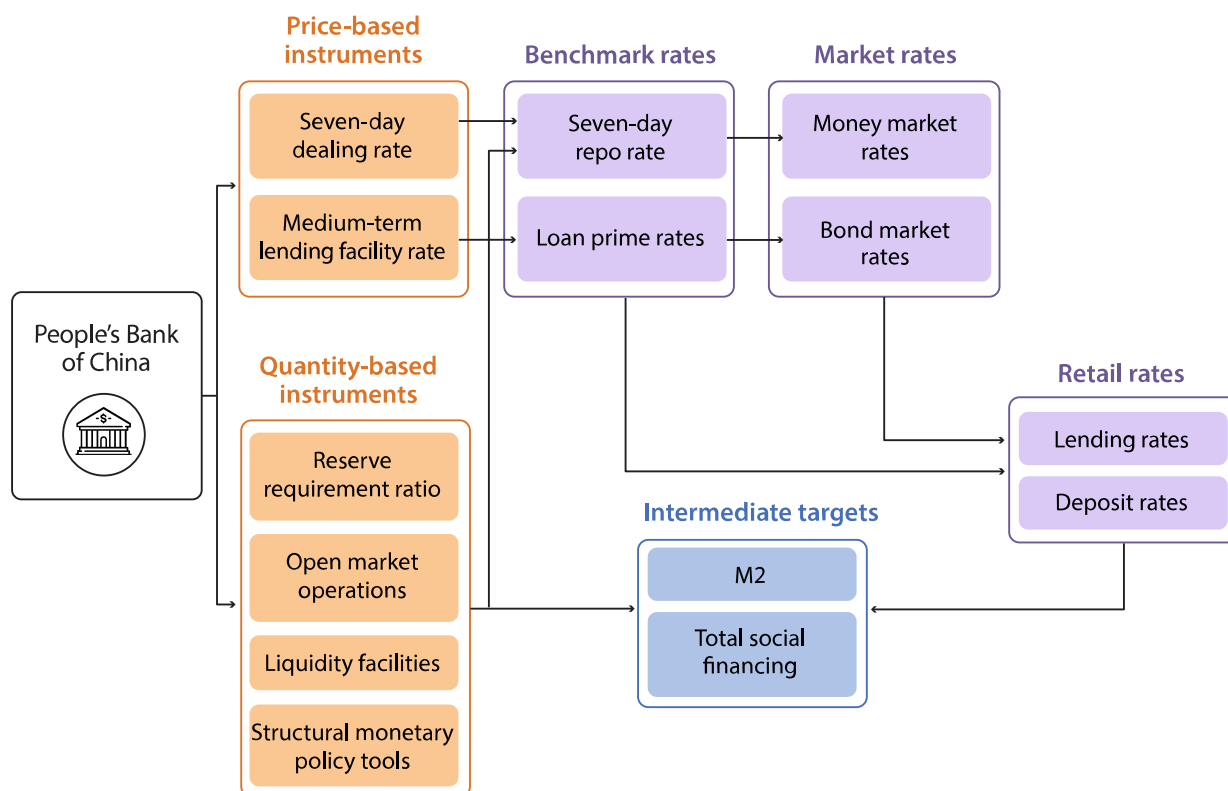 Price-based
instruments
Seven-day
dealing rate
Medium-term
lending facility rate
Benchmark rates
Seven-day
repo rate
Loan prime rates
Market rates
Money market
rates
Bond market
rates
People's Bank
of China
-$-
Quantity-based
instruments
Reserve
requirement ratio
Open market
operations
Liquidity facilities
Structural monetary
policy tools
Retail rates
Lending rates
Deposit rates
Intermediate targets
M2
Total social
financing